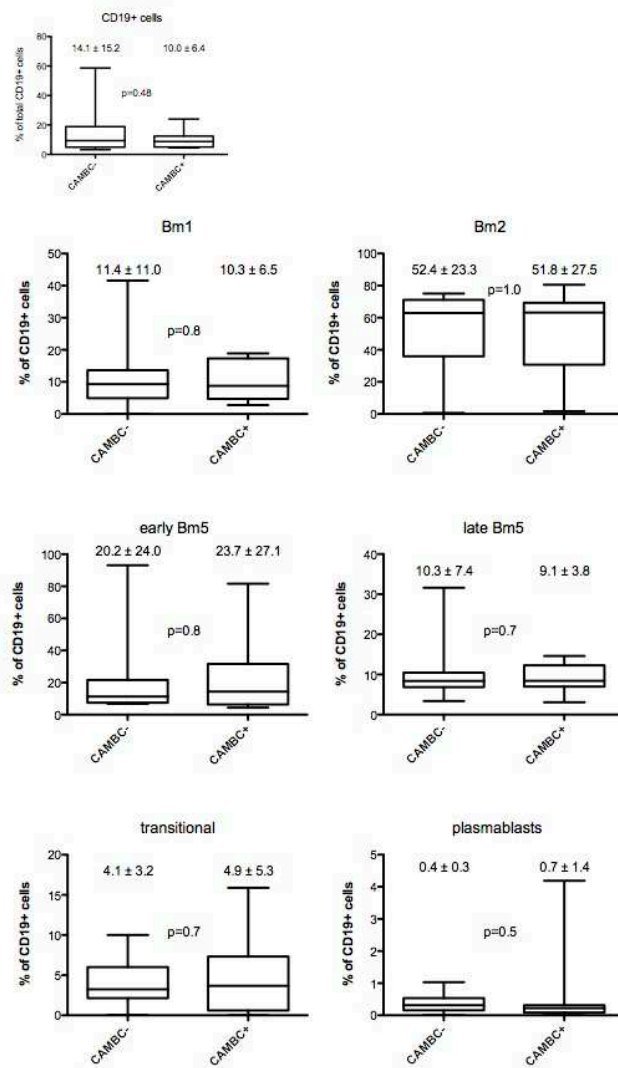 CD19+ cells
14.1 ± 15.2 10.0 ± 6.4
80
60
40
20
0
% of total CD19+ cells
p=0.48
CAMBC- CAMBC+
Bm1
11.4 ± 11.0 10.3 ± 6.5
50
40
30
20
10
0
% of CD19+ cells
p=0.8
CAMBC- CAMBC+
Bm2
52.4 ± 23.3 51.8 ± 27.5
100
80
60
40
20
0
% of CD19+ cells
p=1.0
CAMBC- CAMBC+
early Bm5
20.2 ± 24.0 23.7 ± 27.1
100
80
60
40
20
0
% of CD19+ cells
p=0.8
CAMBC- CAMBC+
late Bm5
10.3 ± 7.4 9.1 ± 3.8
40
30
20
10
0
% of CD19+ cells
p=0.7
CAMBC- CAMBC+
transitional
4.1 ± 3.2 4.9 ± 5.3
20
15
10
5
0
% of CD19+ cells
p=0.7
CAMBC- CAMBC+
plasmablasts
0.4 ± 0.3 0.7 ± 1.4
5
4
3
2
1
0
% of CD19+ cells
p=0.5
CAMBC- CAMBC+